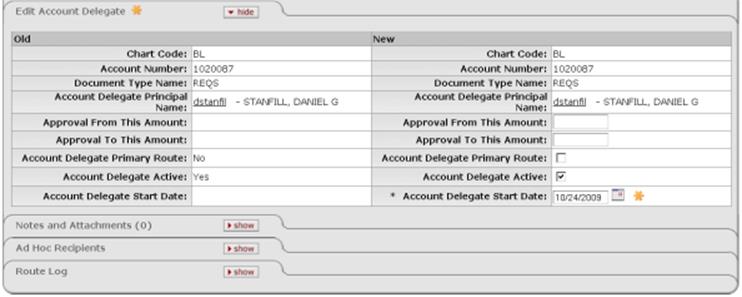 Edit Account Delegate hide
Old New
Chart Code: BL Chart Code: BL
Account Number: 1020087 Account Number: 1020087
Document Type Name: REQS Document Type Name: REQS
Account Delegate Principal Account Delegate Principal
Name: dstanfil - STANFILL, DANIEL G Name: dstanfil - STANFILL, DANIEL G
Approval From This Amount: Approval From This Amount:
Approval To This Amount: Approval To This Amount:
Account Delegate Primary Route: No Account Delegate Primary Route:
Account Delegate Active: Yes Account Delegate Active:
Account Delegate Start Date: * Account Delegate Start Date: 10/24/2009
Notes and Attachments (0) show
Ad Hoc Recipients show
Route Log show